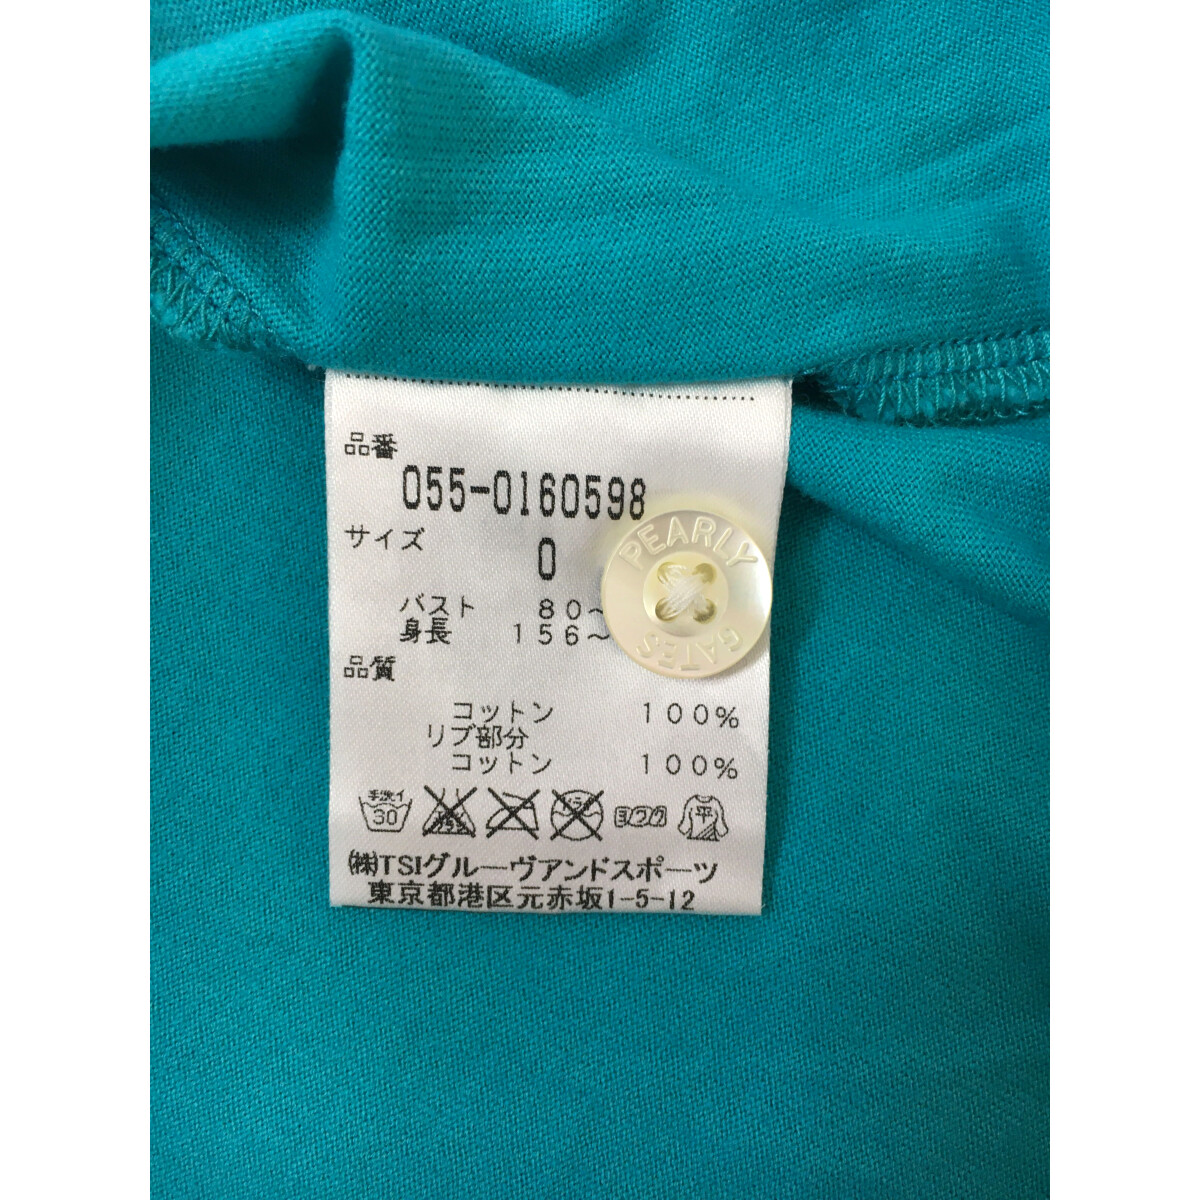 品番
055-0160598
サイズ
0
バスト 80~
身長 156~
品質
コットン 100%
リブ部分
コットン 100%
手洗イ
30
平
㈱TSIグルーヴアンドスポーツ
東京都港区元赤坂1-5-12
PEARLY
GATES